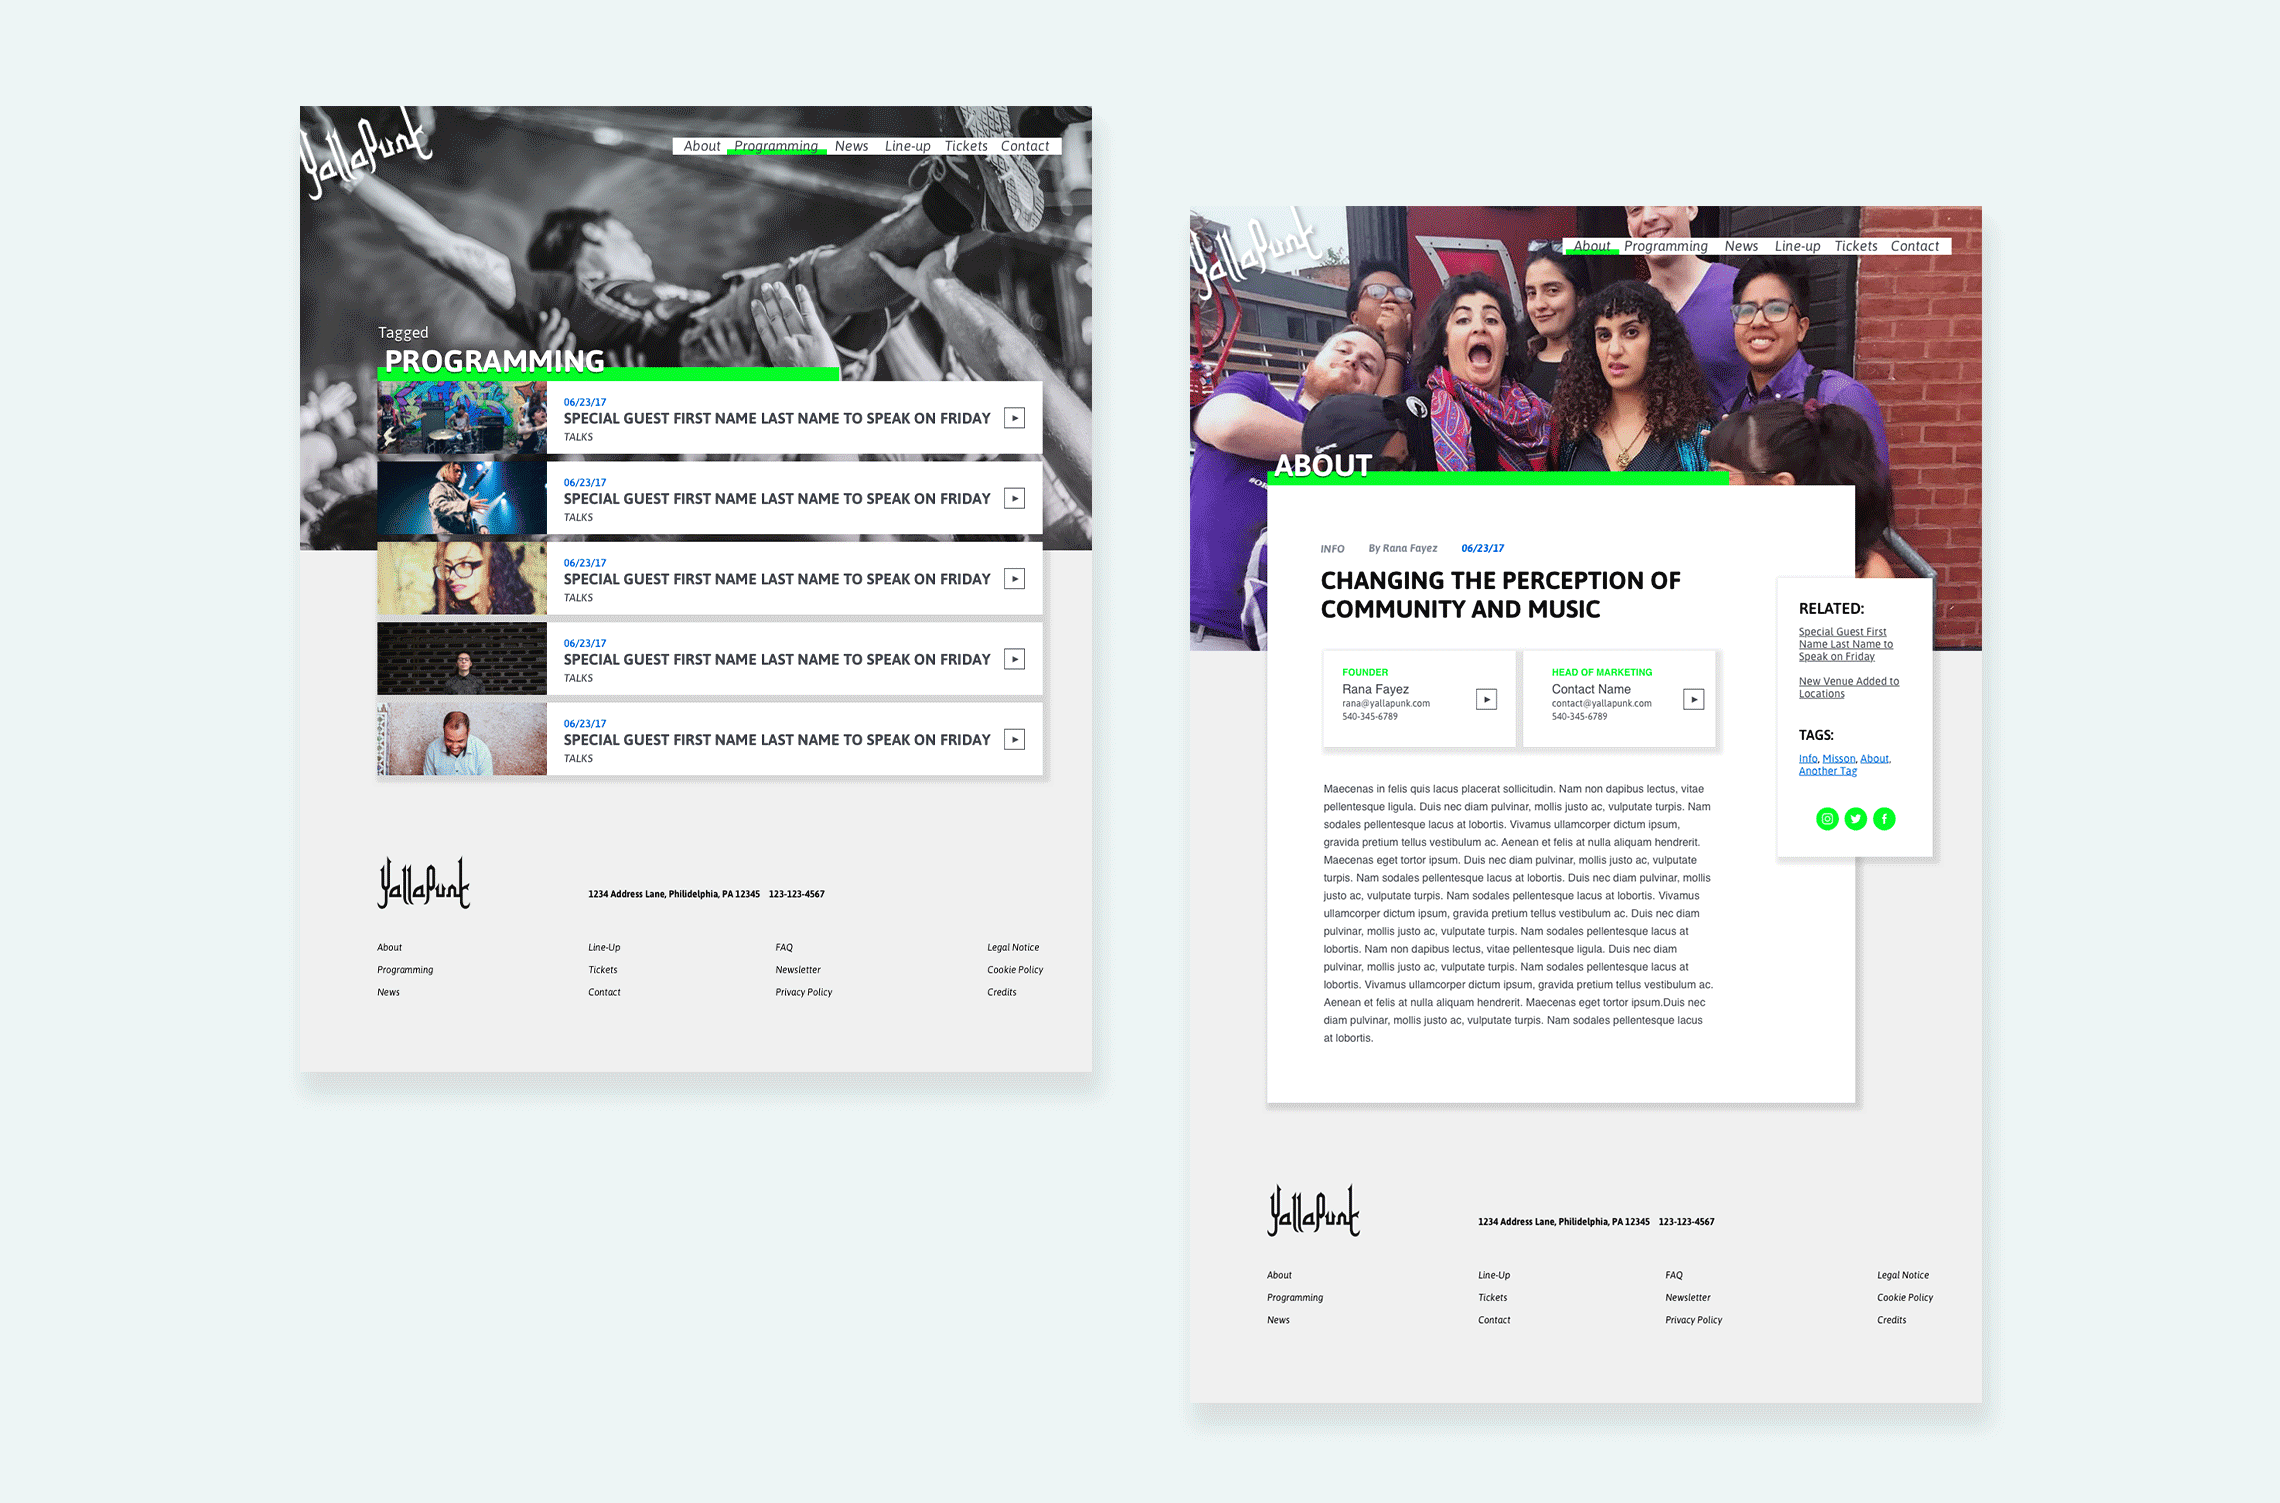 YallaPunk
About Programming News Line-up Tickets Contact
Tagged
PROGRAMMING
06/23/17
SPECIAL GUEST FIRST NAME LAST NAME TO SPEAK ON FRIDAY
TALKS
06/23/17
SPECIAL GUEST FIRST NAME LAST NAME TO SPEAK ON FRIDAY
TALKS
06/23/17
SPECIAL GUEST FIRST NAME LAST NAME TO SPEAK ON FRIDAY
TALKS
06/23/17
SPECIAL GUEST FIRST NAME LAST NAME TO SPEAK ON FRIDAY
TALKS
06/23/17
SPECIAL GUEST FIRST NAME LAST NAME TO SPEAK ON FRIDAY
TALKS
YallaPunk
1234 Address Lane, Philidelphia, PA 12345 123-123-4567
About Line-Up FAQ Legal Notice
Programming Tickets Newsletter Cookie Policy
News Contact Privacy Policy Credits
YallaPunk
About Programming News Line-up Tickets Contact
ABOUT
INFO By Rana Fayez 06/23/17
CHANGING THE PERCEPTION OF
COMMUNITY AND MUSIC
FOUNDER
Rana Fayez
rana@yallapunk.com
540-345-6789
HEAD OF MARKETING
Contact Name
contact@yallapunk.com
540-345-6789
Maecenas in felis quis lacus placerat sollicitudin. Nam non dapibus lectus, vitae
pellentesque ligula. Duis nec diam pulvinar, mollis justo ac, vulputate turpis. Nam
sodales pellentesque lacus at lobortis. Vivamus ullamcorper dictum ipsum,
gravida pretium tellus vestibulum ac. Aenean et felis at nulla aliquam hendrerit.
Maecenas eget tortor ipsum. Duis nec diam pulvinar, mollis justo ac, vulputate
turpis. Nam sodales pellentesque lacus at lobortis. Duis nec diam pulvinar, mollis
justo ac, vulputate turpis. Nam sodales pellentesque lacus at lobortis. Vivamus
ullamcorper dictum ipsum, gravida pretium tellus vestibulum ac. Duis nec diam
pulvinar, mollis justo ac, vulputate turpis. Nam sodales pellentesque lacus at
lobortis. Nam non dapibus lectus, vitae pellentesque ligula. Duis nec diam
pulvinar, mollis justo ac, vulputate turpis. Nam sodales pellentesque lacus at
lobortis. Vivamus ullamcorper dictum ipsum, gravida pretium tellus vestibulum ac.
Aenean et felis at nulla aliquam hendrerit. Maecenas eget tortor ipsum.Duis nec
diam pulvinar, mollis justo ac, vulputate turpis. Nam sodales pellentesque lacus
at lobortis.
RELATED:
Special Guest First
Name Last Name to
Speak on Friday
New Venue Added to
Locations
TAGS:
Info, Misson, About,
Another Tag
YallaPunk
1234 Address Lane, Philidelphia, PA 12345 123-123-4567
About Line-Up FAQ Legal Notice
Programming Tickets Newsletter Cookie Policy
News Contact Privacy Policy Credits